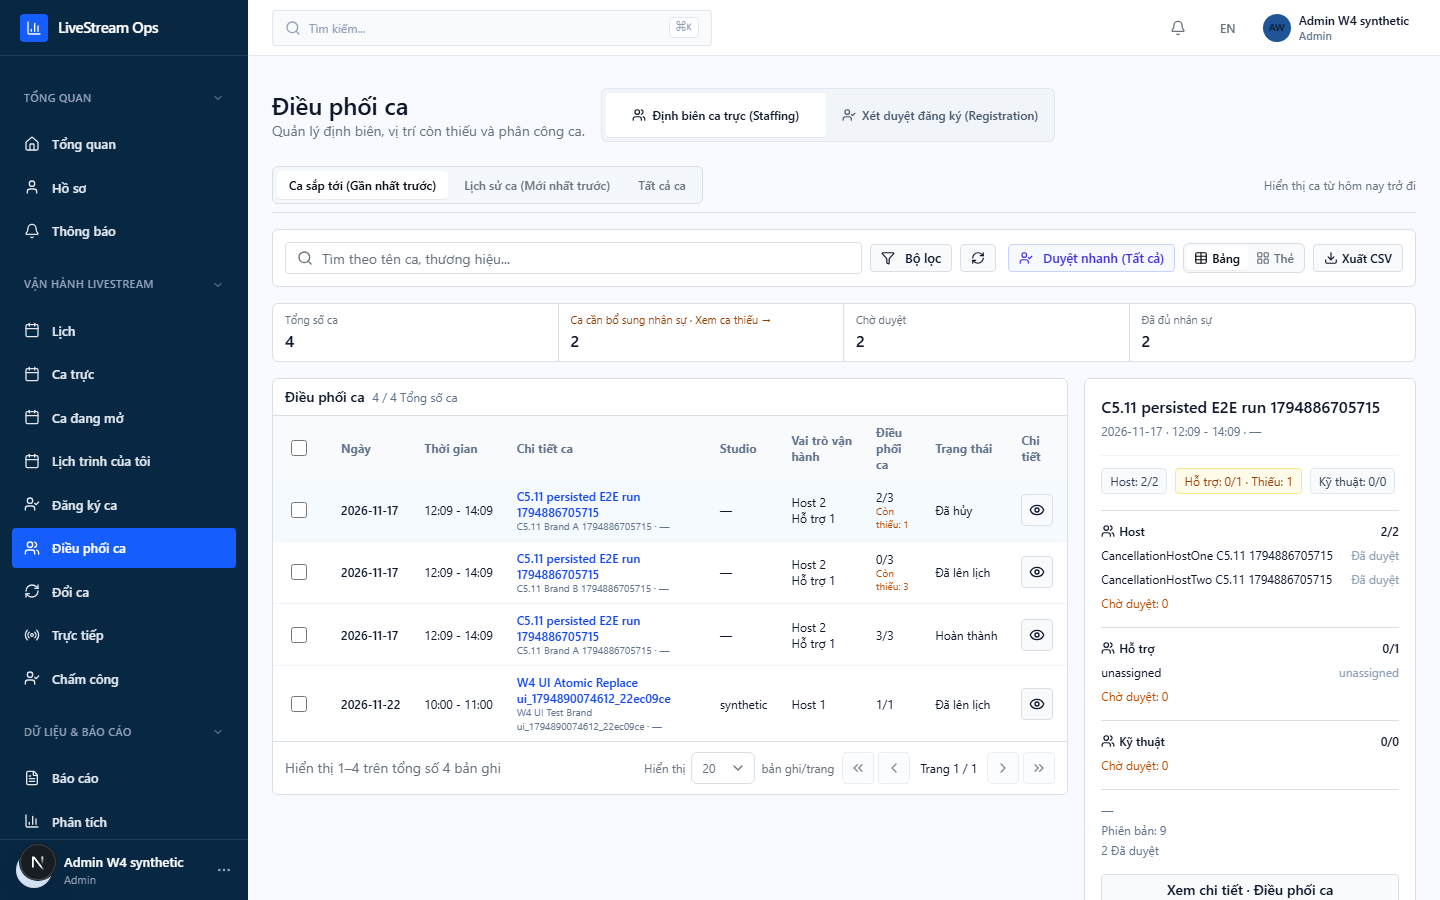 LiveStream Ops
Tìm kiếm...
⌘K
EN
AW
Admin W4 synthetic
Admin
TỔNG QUAN
Tổng quan
Hồ sơ
Thông báo
VẬN HÀNH LIVESTREAM
Lịch
Ca trực
Ca đang mở
Lịch trình của tôi
Đăng ký ca
Điều phối ca
Đổi ca
Trực tiếp
Chấm công
DỮ LIỆU & BÁO CÁO
Báo cáo
Phân tích
N
Admin W4 synthetic
Admin
Điều phối ca
Quản lý định biên, vị trí còn thiếu và phân công ca.
Định biên ca trực (Staffing)
Xét duyệt đăng ký (Registration)
Ca sắp tới (Gần nhất trước)
Lịch sử ca (Mới nhất trước)
Tất cả ca
Hiển thị ca từ hôm nay trở đi
Tìm theo tên ca, thương hiệu...
Bộ lọc
Duyệt nhanh (Tất cả)
Bảng
Thẻ
Xuất CSV
Tổng số ca
4
Ca cần bổ sung nhân sự · Xem ca thiếu →
2
Chờ duyệt
2
Đã đủ nhân sự
2
Điều phối ca 4 / 4 Tổng số ca
Ngày
Thời gian
Chi tiết ca
Studio
Vai trò vận
hành
Điều
phối
ca
Trạng thái
Chi
tiết
2026-11-17
12:09 - 14:09
C5.11 persisted E2E run
1794886705715
C5.11 Brand A 1794886705715 · —
—
Host 2
Hỗ trợ 1
2/3
Còn
thiếu: 1
Đã hủy
2026-11-17
12:09 - 14:09
C5.11 persisted E2E run
1794886705715
C5.11 Brand B 1794886705715 · —
—
Host 2
Hỗ trợ 1
0/3
Còn
thiếu: 3
Đã lên lịch
2026-11-17
12:09 - 14:09
C5.11 persisted E2E run
1794886705715
C5.11 Brand A 1794886705715 · —
—
Host 2
Hỗ trợ 1
3/3
Hoàn thành
2026-11-22
10:00 - 11:00
W4 UI Atomic Replace
ui_1794890074612_22ec09ce
W4 UI Test Brand
ui_1794890074612_22ec09ce · —
synthetic
Host 1
1/1
Đã lên lịch
Hiển thị 1–4 trên tổng số 4 bản ghi
Hiển thị
20
bản ghi/trang
Trang 1 / 1
C5.11 persisted E2E run 1794886705715
2026-11-17 · 12:09 - 14:09 · —
Host: 2/2
Hỗ trợ: 0/1 · Thiếu: 1
Kỹ thuật: 0/0
Host 2/2
CancellationHostOne C5.11 1794886705715 Đã duyệt
CancellationHostTwo C5.11 1794886705715 Đã duyệt
Chờ duyệt: 0
Hỗ trợ 0/1
unassigned unassigned
Chờ duyệt: 0
Kỹ thuật 0/0
Chờ duyệt: 0
—
Phiên bản: 9
2 Đã duyệt
Xem chi tiết · Điều phối ca